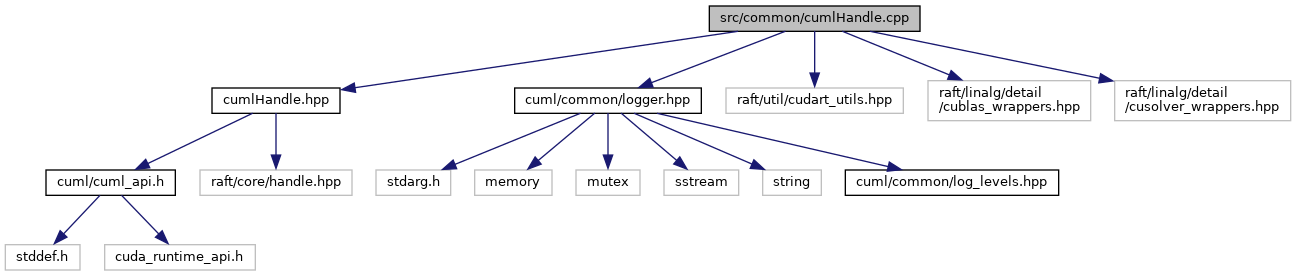 src/common/cumlHandle.cpp
cumlHandle.hpp
cuml/common/logger.hpp
raft/util/cudart_utils.hpp
raft/linalg/detail
/cublas_wrappers.hpp
raft/linalg/detail
/cusolver_wrappers.hpp
cuml/cuml_api.h
raft/core/handle.hpp
stdarg.h
memory
mutex
sstream
string
cuml/common/log_levels.hpp
stddef.h
cuda_runtime_api.h